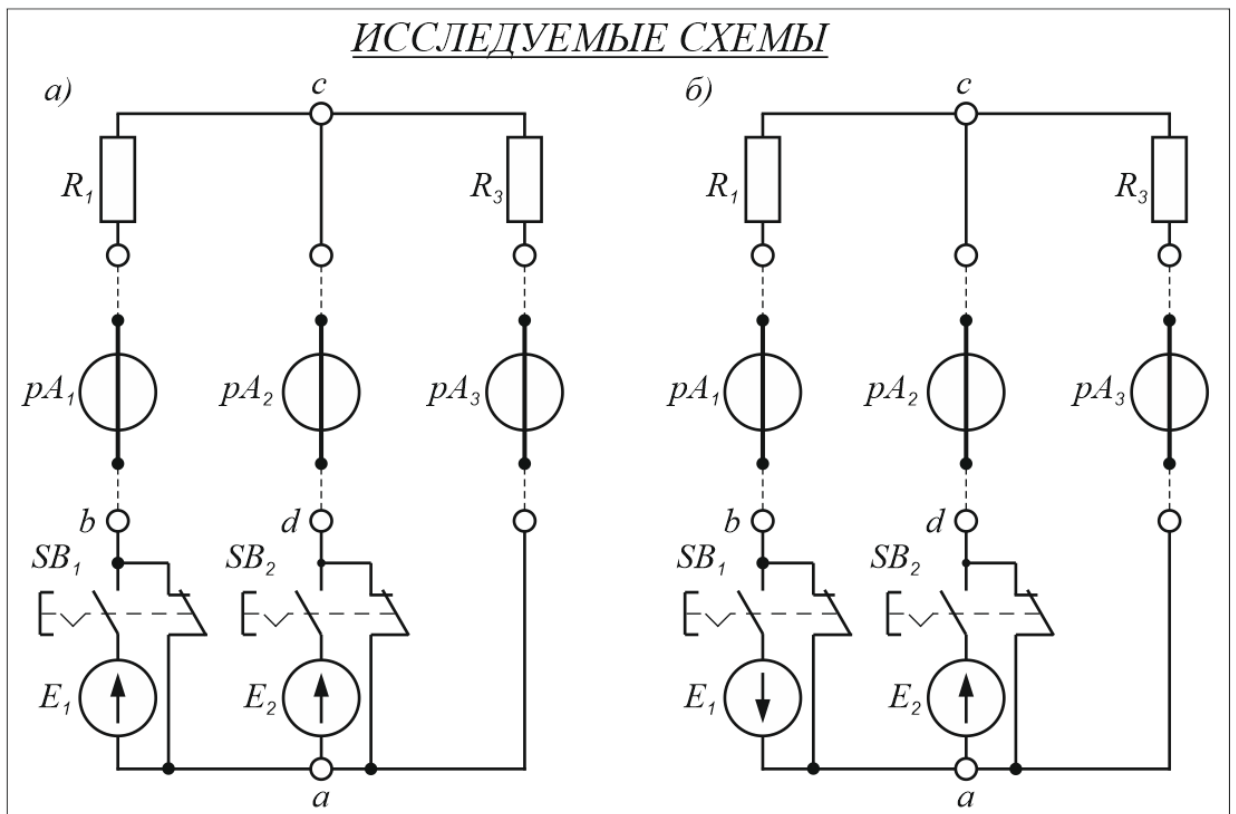 ИССЛЕДУЕМЫЕ СХЕМЫ
а) c б) c
R1 R3 R1 R3
pA1 pA2 pA3 pA1 pA2 pA3
b d b d
SB1 SB2 SB1 SB2
E1 E2 E1 E2
a a